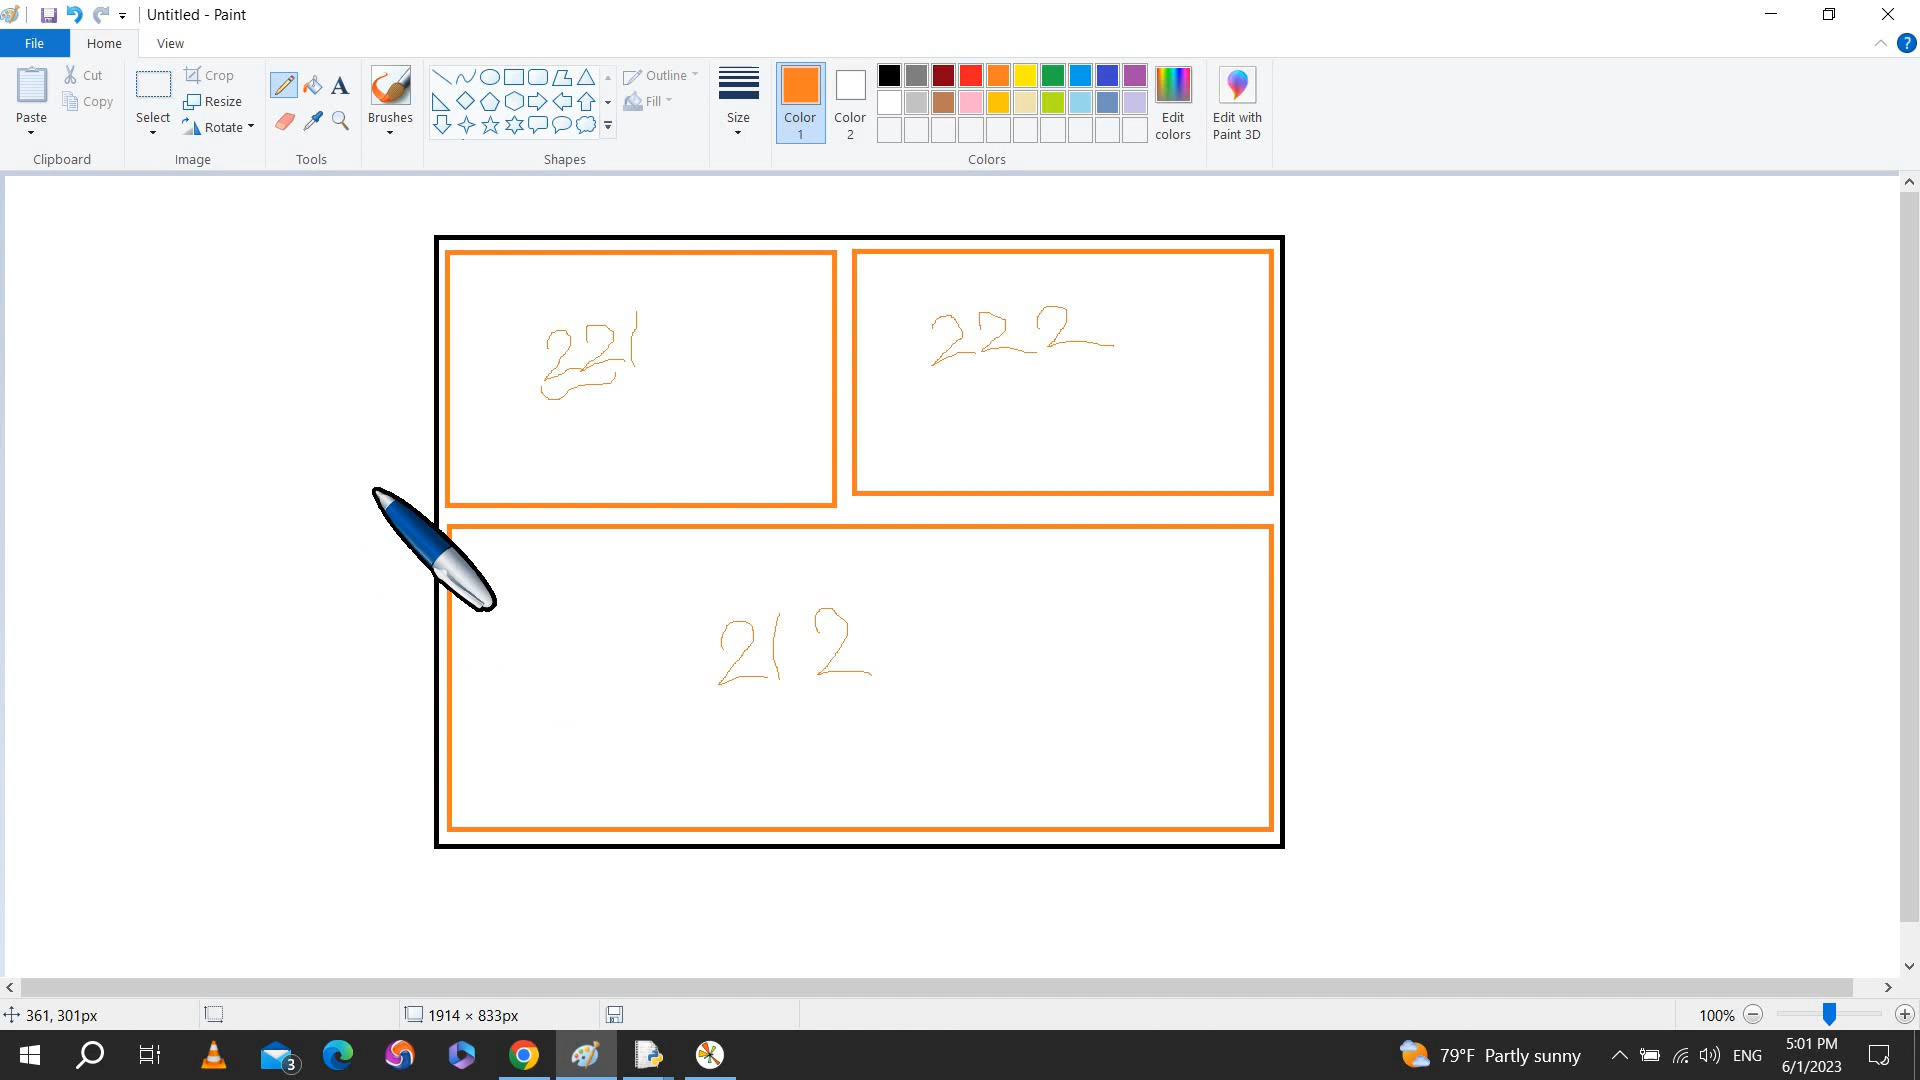 Untitled - Paint
File Home View
Paste
Cut
Copy
Clipboard
Select
Crop
Resize
Rotate
Image
Tools
Brushes
Outline
Fill
Shapes
Size
Color 1
Color 2
Colors
Edit colors
Edit with Paint 3D
221
222
212
361, 301px
1914 × 833px
100%
3
79°F Partly sunny
ENG
5:01 PM
6/1/2023